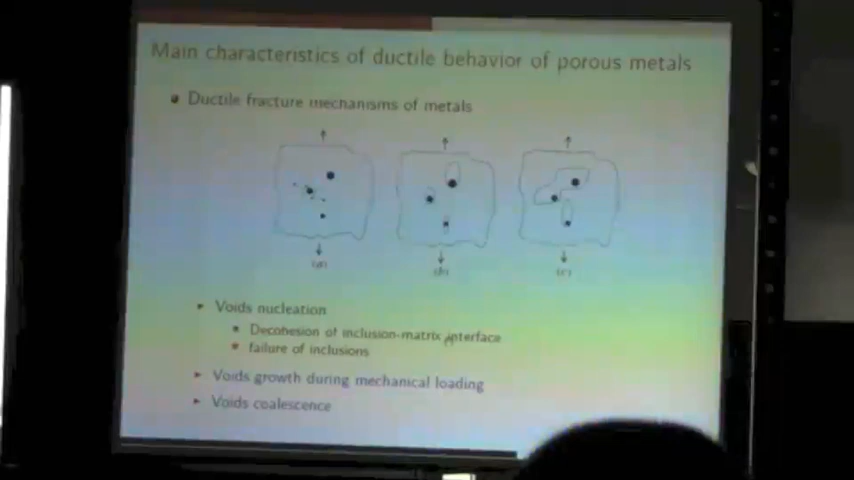 Main characteristics of ductile behavior of porous metals
Ductile fracture mechanisms of metals
(a) (b) (c)
Voids nucleation
Decohesion of inclusion-matrix interface
failure of inclusions
Voids growth during mechanical loading
Voids coalescence